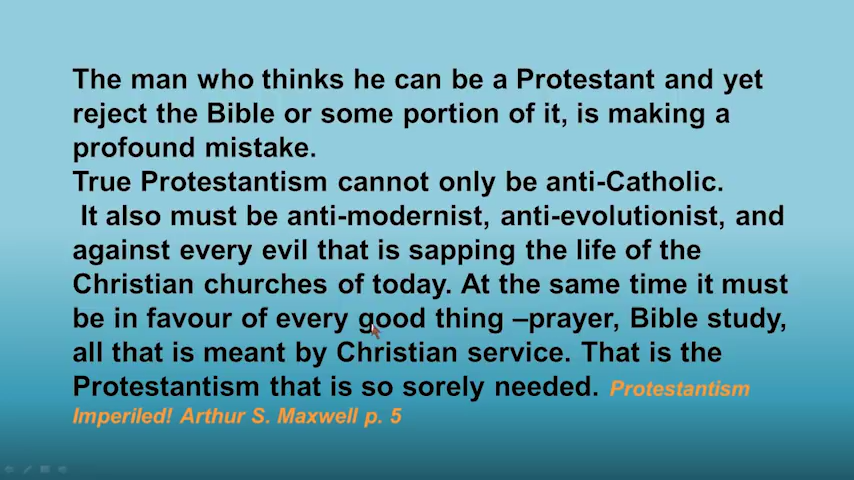 The man who thinks he can be a Protestant and yet
reject the Bible or some portion of it, is making a
profound mistake.
True Protestantism cannot only be anti-Catholic.
It also must be anti-modernist, anti-evolutionist, and
against every evil that is sapping the life of the
Christian churches of today. At the same time it must
be in favour of every good thing –prayer, Bible study,
all that is meant by Christian service. That is the
Protestantism that is so sorely needed. Protestantism
Imperiled! Arthur S. Maxwell p. 5